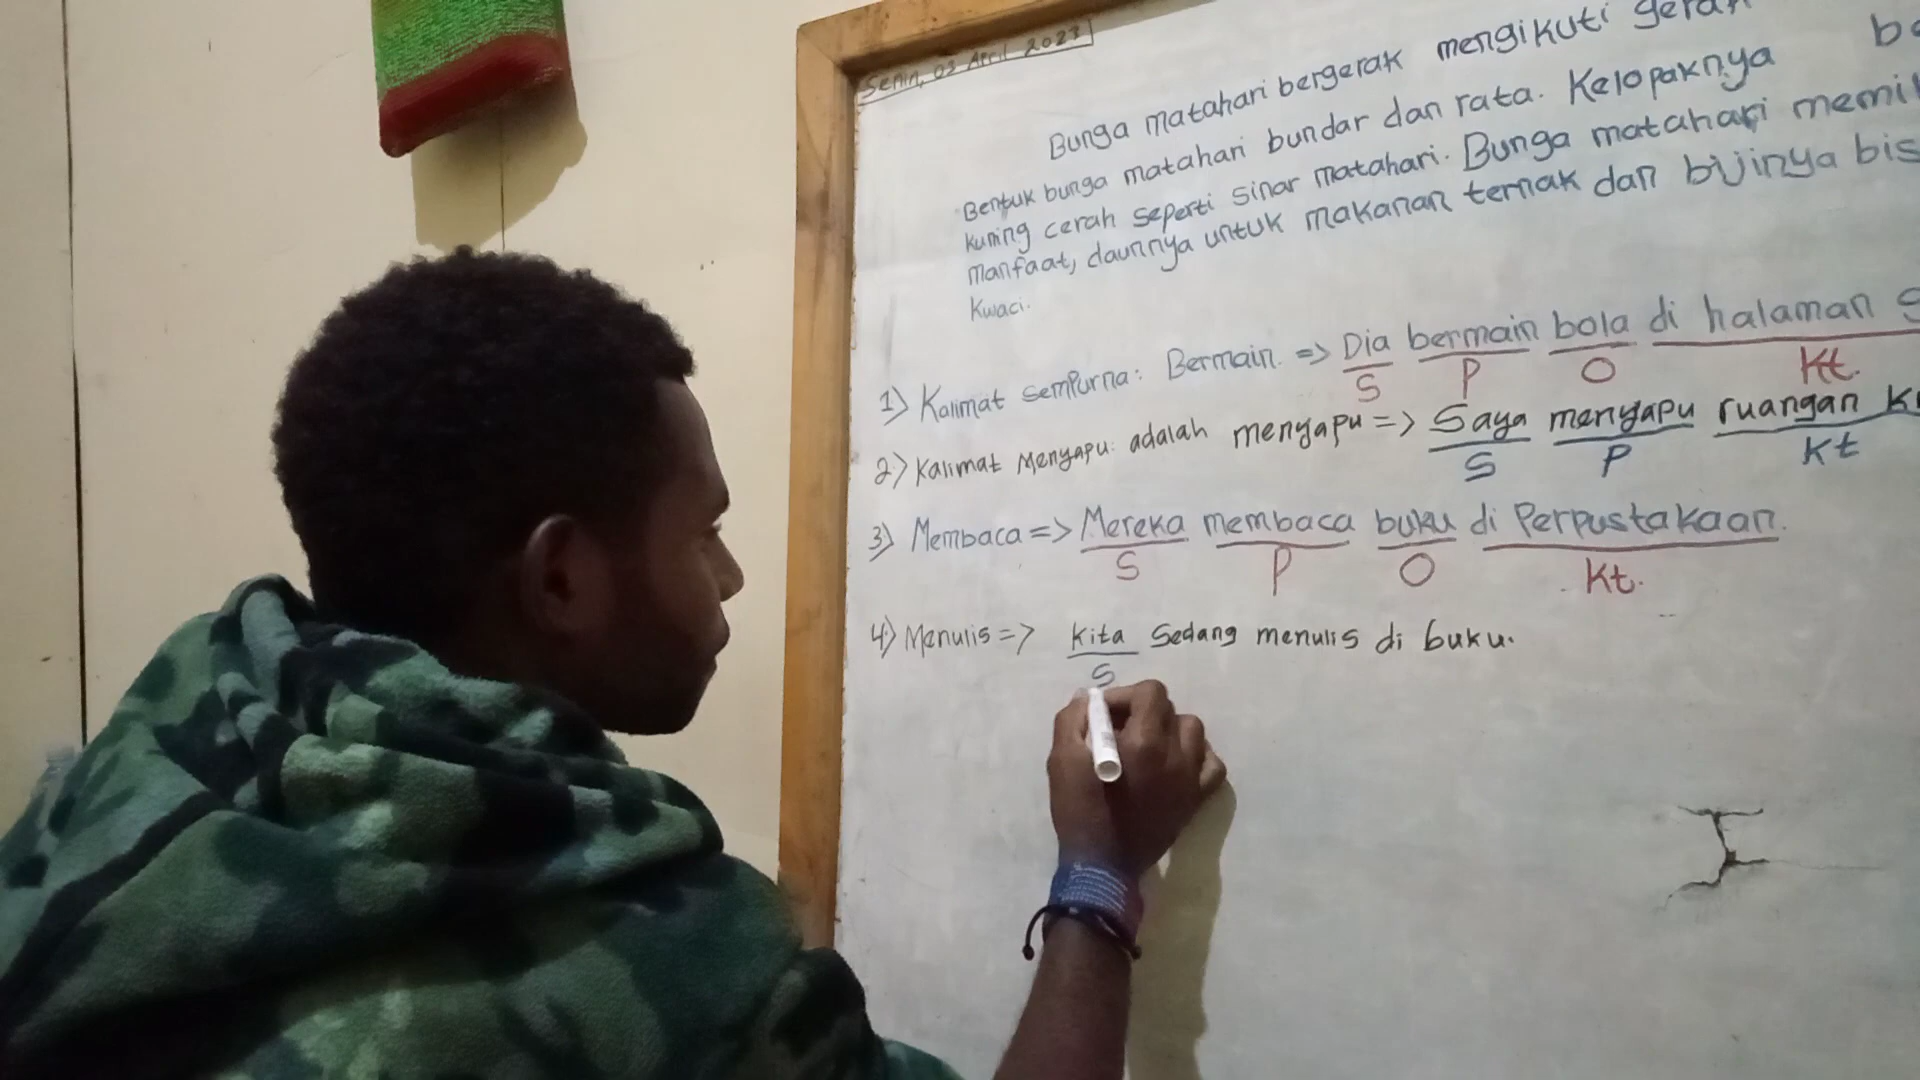 Senin, 03 April 2023
Bunga matahari bergerak mengikuti gerak
Bentuk bunga matahari bundar dan rata. Kelopaknya be
kuning cerah seperti sinar matahari. Bunga matahari memil
manfaat, daunnya untuk makanan ternak dan bijinya bis
Kwaci.
1) Kalimat sempurna: Bermain. => Dia bermain bola di halaman
S P O Kt.
2.) Kalimat Menyapu: adalah menyapu => Saya menyapu ruangan
S P Kt
3) Membaca => Mereka membaca buku di Perpustakaan.
S P O Kt.
4) Menulis => Kita Sedang menulis di buku.
S